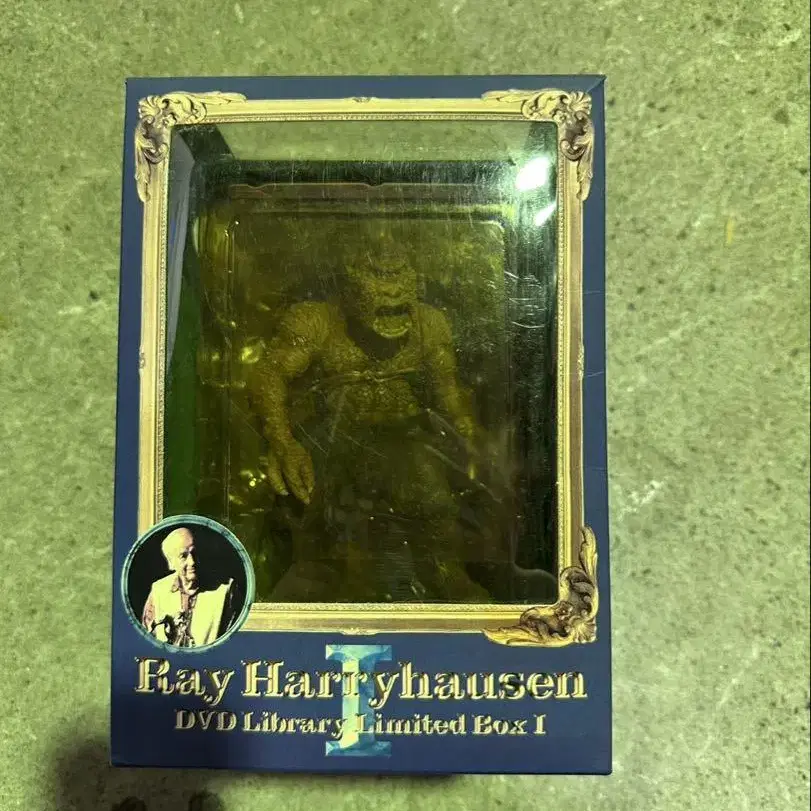 Ray Harryhausen
I
DVD Library Limited Box I